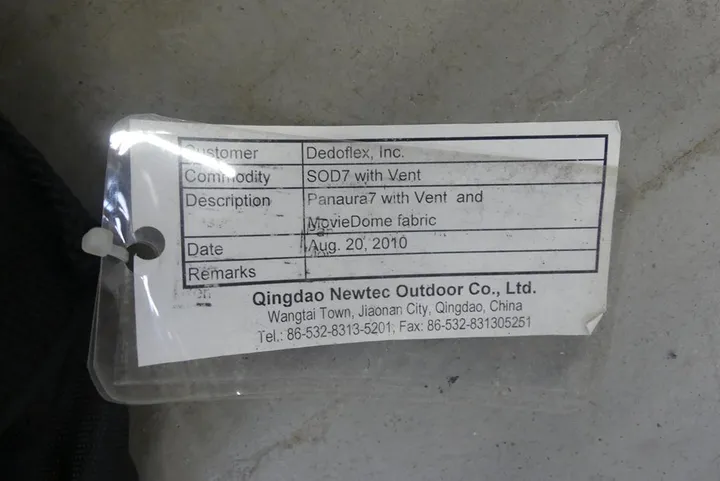 Customer Dedoflex, Inc.
Commodity SOD7 with Vent
Description Panaura7 with Vent and
MovieDome fabric
Date Aug. 20, 2010
Remarks
Qingdao Newtec Outdoor Co., Ltd.
Wangtai Town, Jiaonan City, Qingdao, China
Tel.: 86-532-8313-5201, Fax: 86-532-831305251